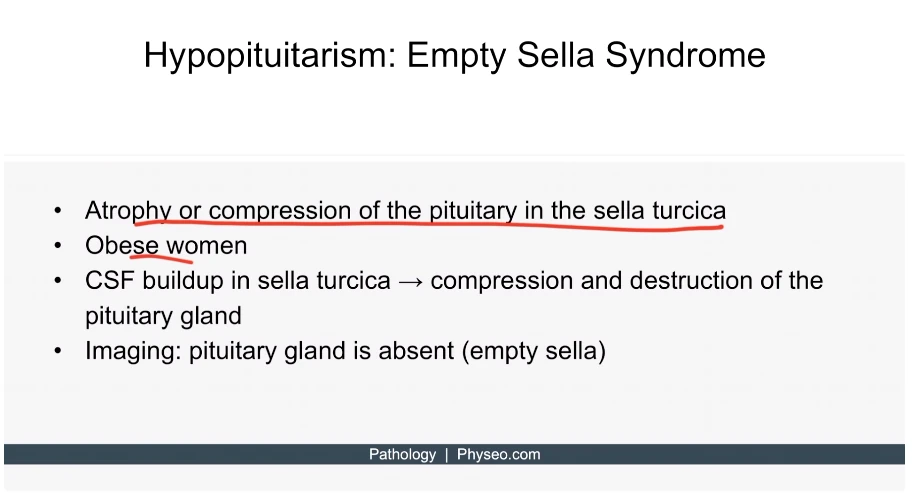 Hypopituitarism: Empty Sella Syndrome
• Atrophy or compression of the pituitary in the sella turcica
• Obese women
• CSF buildup in sella turcica → compression and destruction of the
pituitary gland
• Imaging: pituitary gland is absent (empty sella)
Pathology | Physeo.com